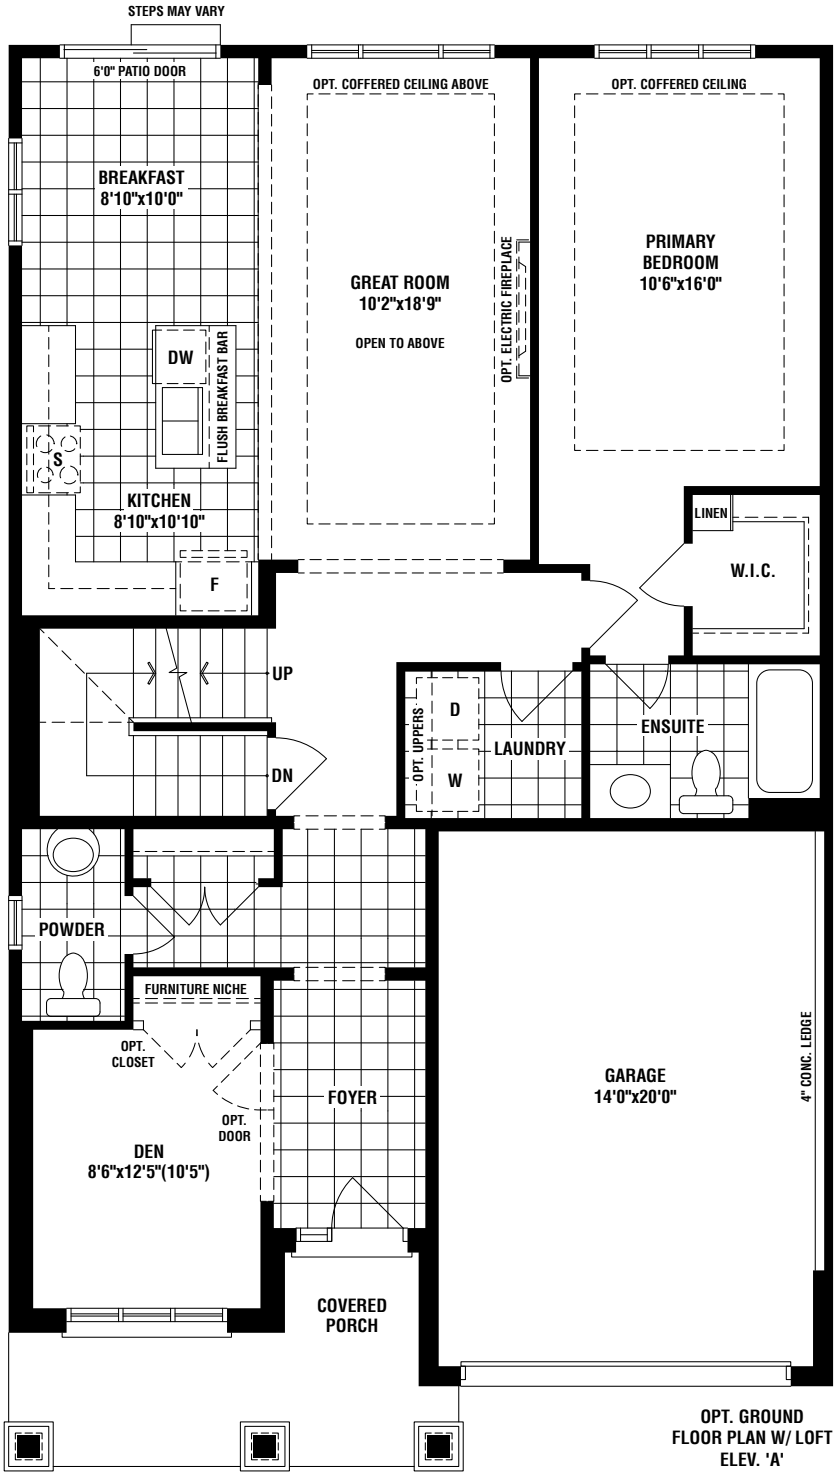 STEPS MAY VARY
6'0" PATIO DOOR
OPT. COFFERED CEILING ABOVE
OPT. COFFERED CEILING
BREAKFAST
8'10"x10'0"
GREAT ROOM
10'2"x18'9"
OPEN TO ABOVE
OPT. ELECTRIC FIREPLACE
PRIMARY
BEDROOM
10'6"x16'0"
DW
FLUSH BREAKFAST BAR
S
KITCHEN
8'10"x10'10"
F
LINEN
W.I.C.
UP
DN
OPT. UPPERS
D
W
LAUNDRY
ENSUITE
POWDER
FURNITURE NICHE
OPT.
CLOSET
OPT.
DOOR
FOYER
DEN
8'6"x12'5"(10'5")
GARAGE
14'0"x20'0"
4" CONC. LEDGE
COVERED
PORCH
OPT. GROUND
FLOOR PLAN W/ LOFT
ELEV. 'A'